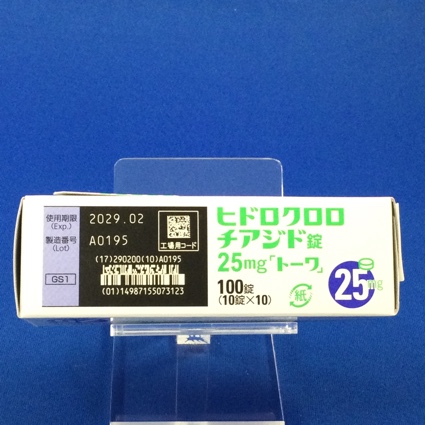 使用期限
(Exp.)
2029.02
製造番号
(Lot)
A0195
工場用コード
(17)290200(10)A0195
GS1
(01)14987155073123
ヒドロクロロ
チアジド錠
25mg「トーワ」
100錠
(10錠×10)
紙
25mg